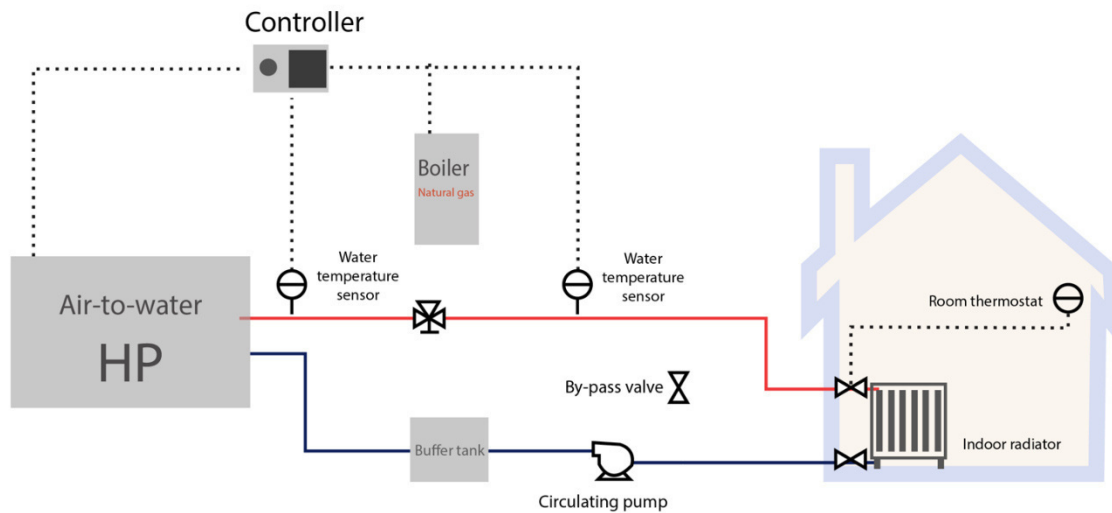 Controller
Boiler
Natural gas
Water
temperature
sensor
Water
temperature
sensor
Air-to-water
HP
Room thermostat
By-pass valve
Buffer tank
Indoor radiator
Circulating pump